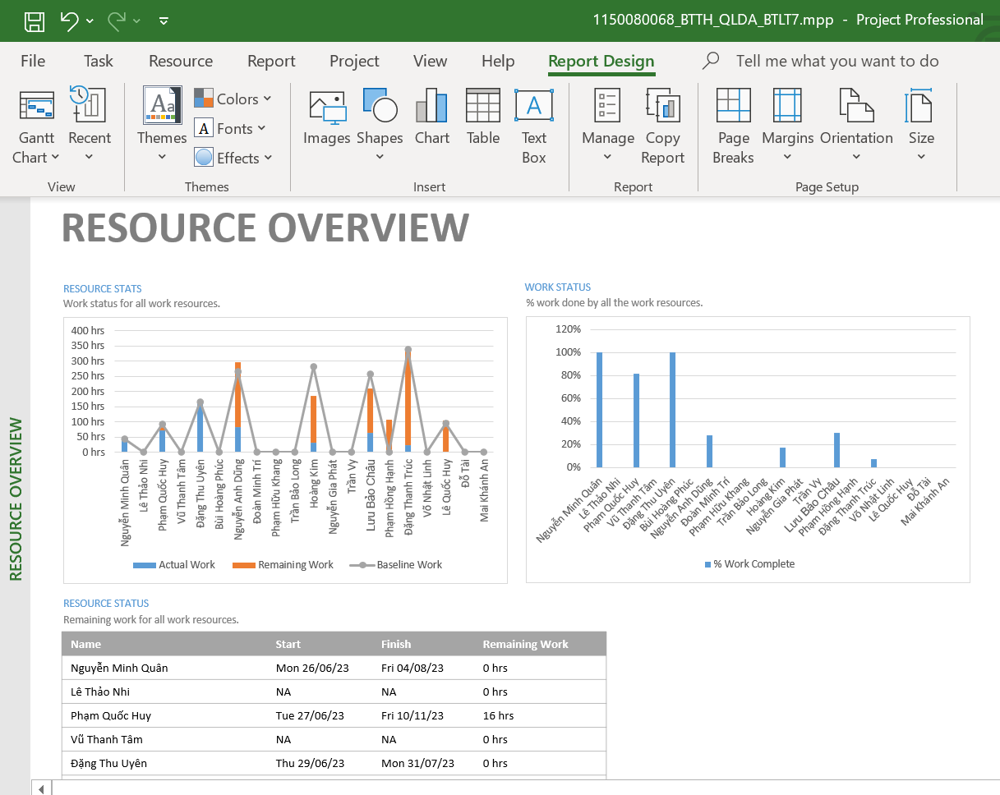 1150080068_BTTH_QLDA_BTLT7.mpp - Project Professional
File Task Resource Report Project View Help Report Design Tell me what you want to do
Gantt Chart Recent
View
Themes Colors Fonts Effects
Themes
Images Shapes Chart Table Text Box
Insert
Manage Copy Report
Report
Page Breaks Margins Orientation Size
Page Setup
RESOURCE OVERVIEW
RESOURCE OVERVIEW
RESOURCE STATS
Work status for all work resources.
400 hrs
350 hrs
300 hrs
250 hrs
200 hrs
150 hrs
100 hrs
50 hrs
0 hrs
Nguyễn Minh Quân
Lê Thảo Nhi
Phạm Quốc Huy
Vũ Thanh Tâm
Đặng Thu Uyên
Bùi Hoàng Phúc
Nguyễn Anh Dũng
Đoàn Minh Trí
Phạm Hữu Khang
Trần Bảo Long
Hoàng Kim
Nguyễn Gia Phát
Trần Vy
Lưu Bảo Châu
Phạm Hồng Hạnh
Đặng Thanh Trúc
Võ Nhật Linh
Lê Quốc Huy
Đỗ Tài
Mai Khánh An
Actual Work Remaining Work Baseline Work
WORK STATUS
% work done by all the work resources.
120%
100%
80%
60%
40%
20%
0%
Nguyễn Minh Quân
Lê Thảo Nhi
Phạm Quốc Huy
Vũ Thanh Tâm
Đặng Thu Uyên
Bùi Hoàng Phúc
Nguyễn Anh Dũng
Đoàn Minh Trí
Phạm Hữu Khang
Trần Bảo Long
Hoàng Kim
Nguyễn Gia Phát
Trần Vy
Lưu Bảo Châu
Phạm Hồng Hạnh
Đặng Thanh Trúc
Võ Nhật Linh
Lê Quốc Huy
Đỗ Tài
Mai Khánh An
% Work Complete
RESOURCE STATUS
Remaining work for all work resources.
Name Start Finish Remaining Work
Nguyễn Minh Quân Mon 26/06/23 Fri 04/08/23 0 hrs
Lê Thảo Nhi NA NA 0 hrs
Phạm Quốc Huy Tue 27/06/23 Fri 10/11/23 16 hrs
Vũ Thanh Tâm NA NA 0 hrs
Đặng Thu Uyên Thu 29/06/23 Mon 31/07/23 0 hrs